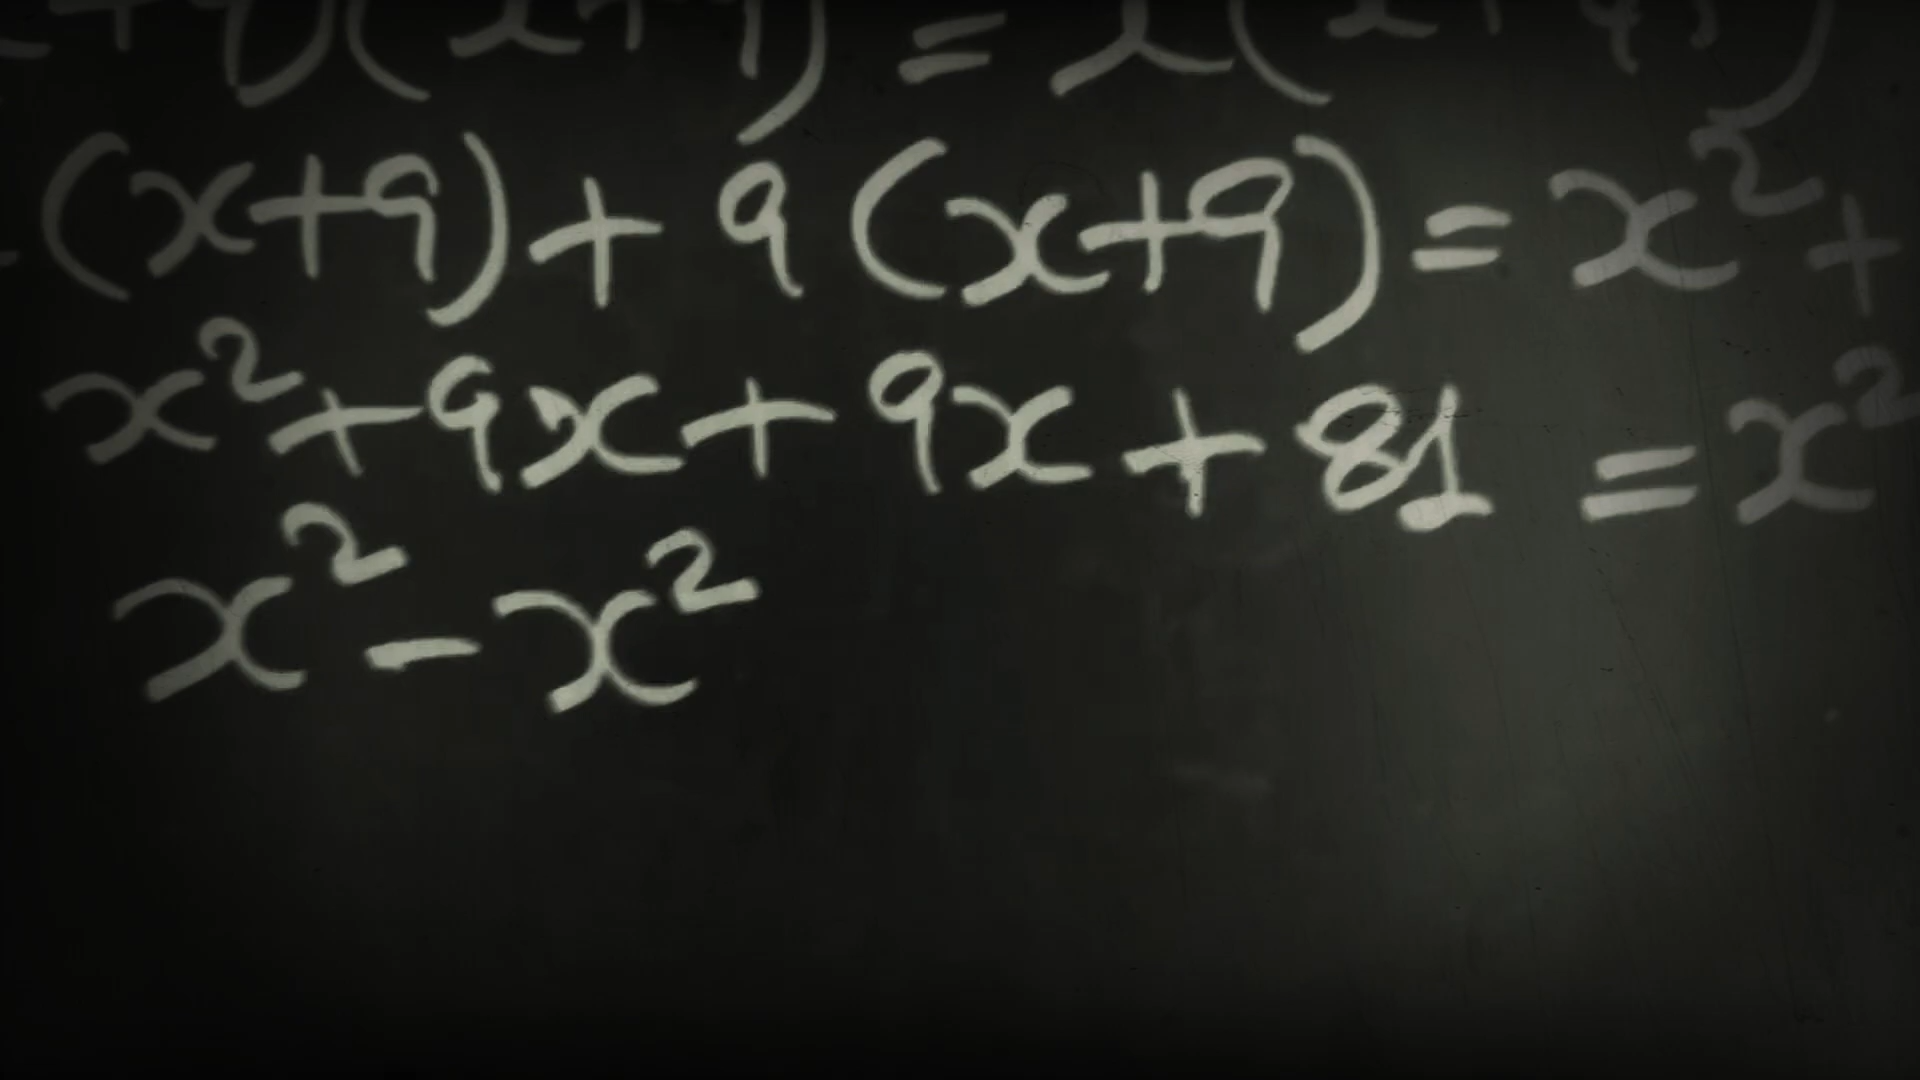 (x+9) + 9 (x+9) = x² +
x² + 9x + 9x + 81 = x²
x² - x²